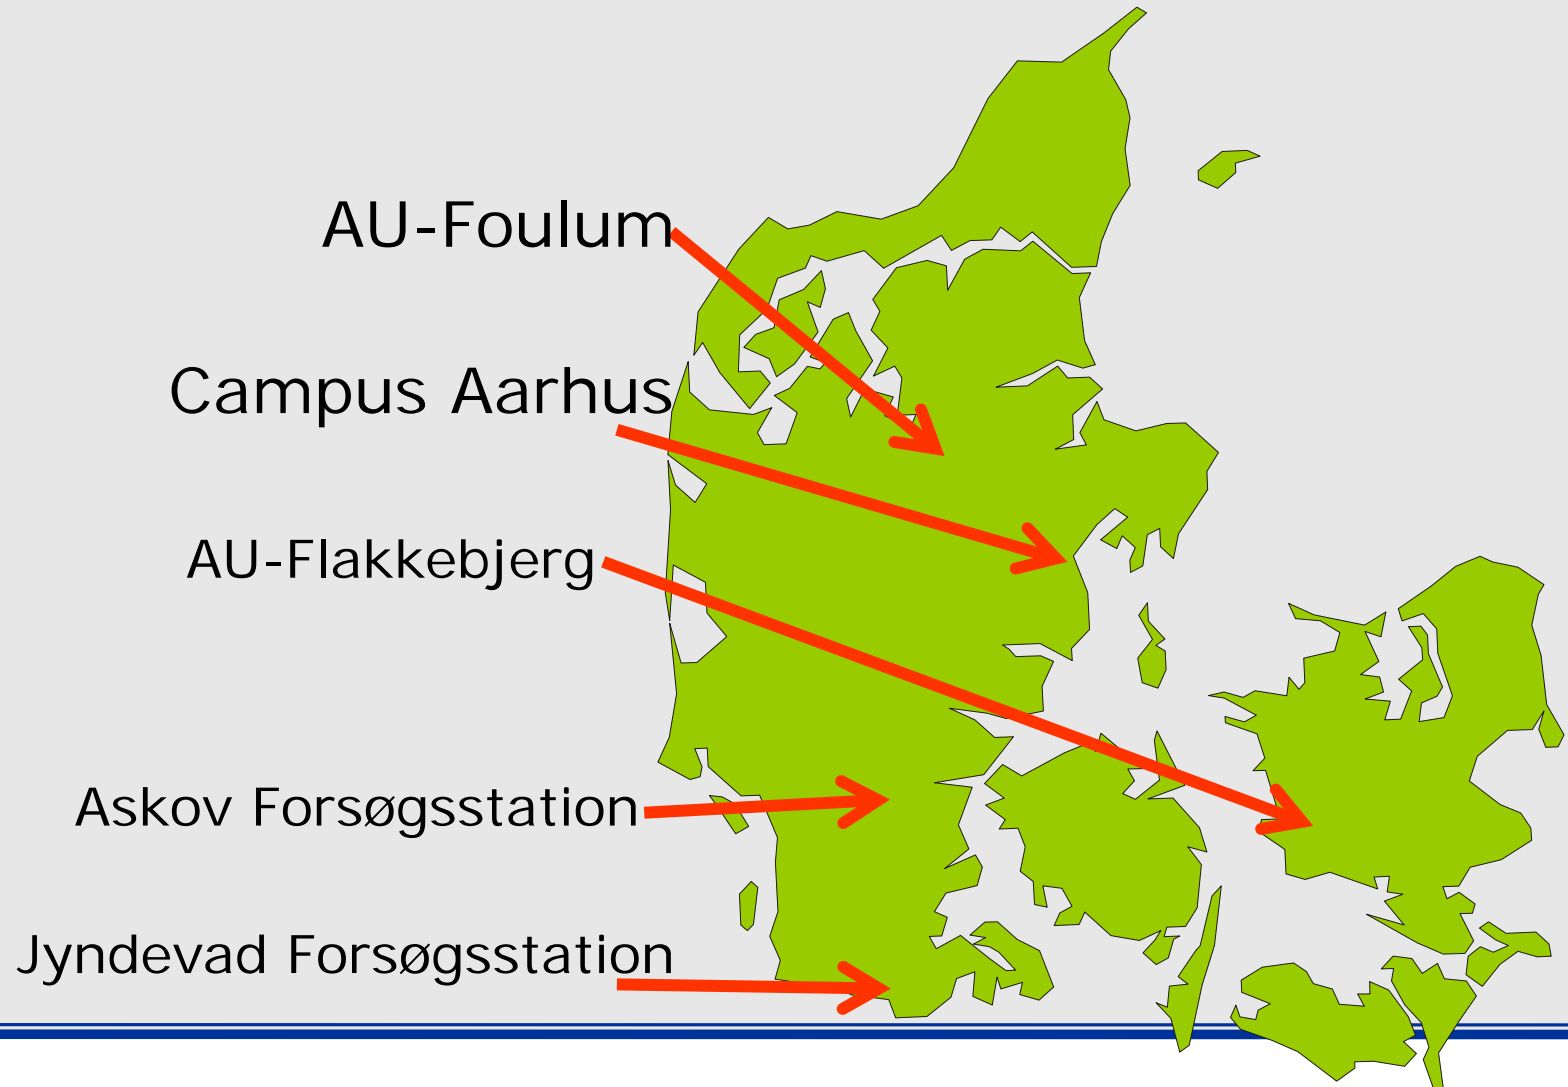 AU-Foulum
Campus Aarhus
AU-Flakkebjerg
Askov Forsøgsstation
Jyndevad Forsøgsstation